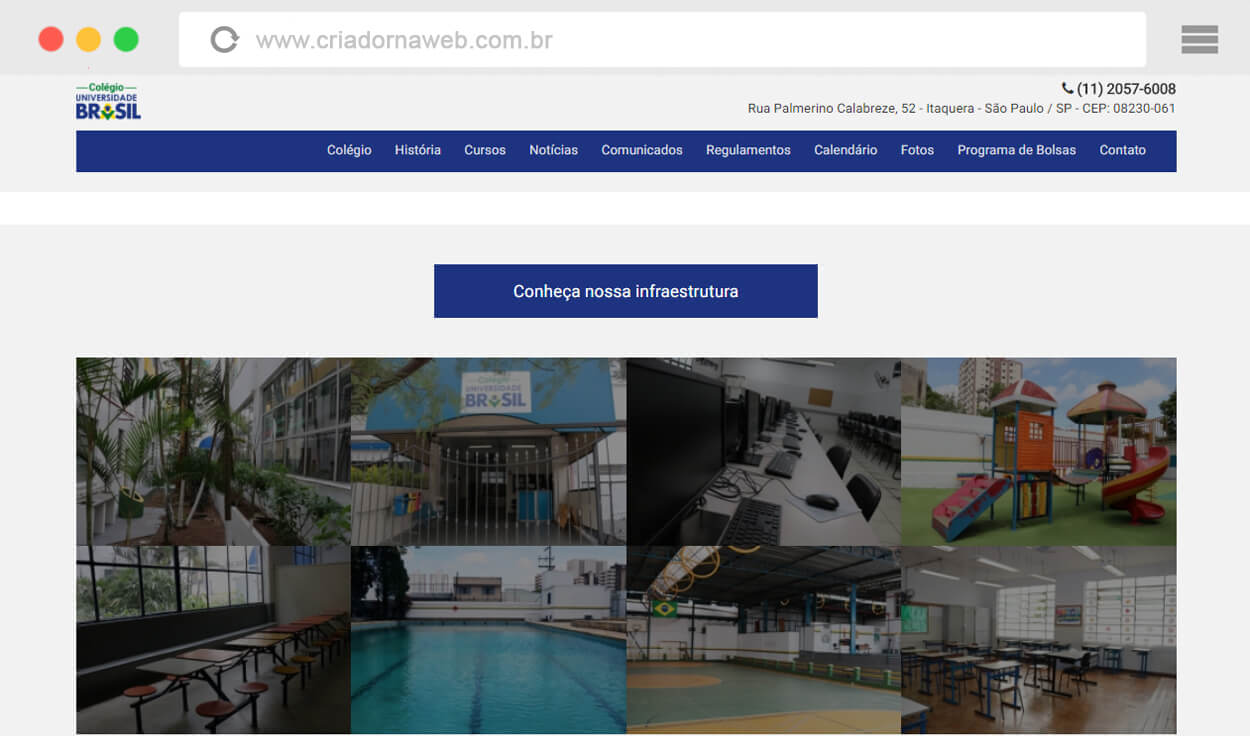 www.criadornaweb.com.br
Colégio
UNIVERSIDADE
BRASIL
(11) 2057-6008
Rua Palmerino Calabreze, 52 - Itaquera - São Paulo / SP - CEP: 08230-061
Colégio História Cursos Notícias Comunicados Regulamentos Calendário Fotos Programa de Bolsas Contato
Conheça nossa infraestrutura
Colégio
UNIVERSIDADE
BRASIL